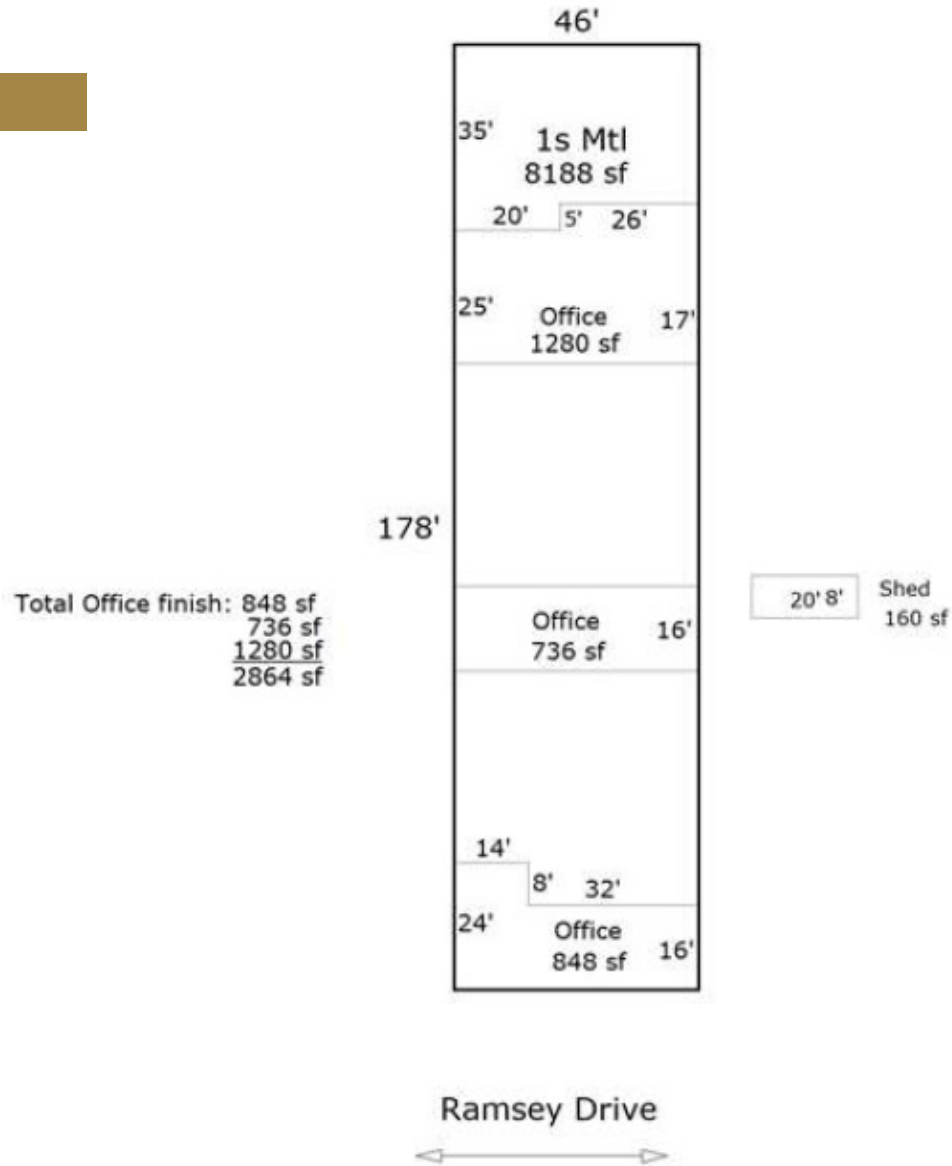 46'
35'
1s Mtl
8188 sf
20' 5' 26'
25'
Office
1280 sf
17'
178'
Total Office finish: 848 sf
736 sf
1280 sf
2864 sf
Office
736 sf
16'
20' 8'
Shed
160 sf
14'
8' 32'
24'
Office
848 sf
16'
Ramsey Drive